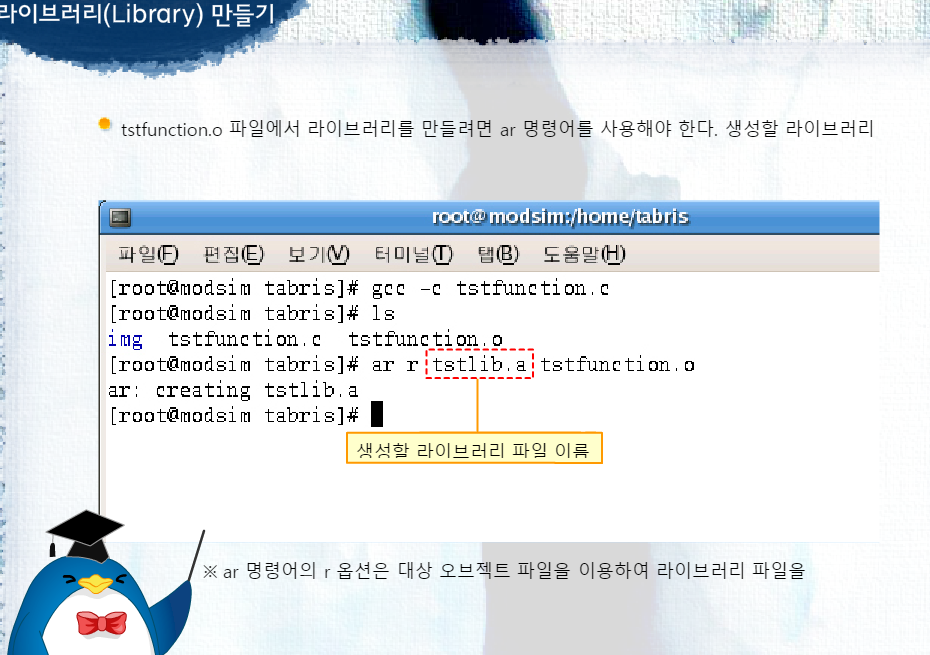 라이브러리(Library) 만들기
tstfunction.o 파일에서 라이브러리를 만들려면 ar 명령어를 사용해야 한다. 생성할 라이브러리
root@modsim:/home/tabris
파일(F) 편집(E) 보기(V) 터미널(T) 탭(B) 도움말(H)
[root@modsim tabris]# gcc -c tstfunction.c
[root@modsim tabris]# ls
img tstfunction.c tstfunction.o
[root@modsim tabris]# ar r tstlib.a tstfunction.o
ar: creating tstlib.a
[root@modsim tabris]#
생성할 라이브러리 파일 이름
※ ar 명령어의 r 옵션은 대상 오브젝트 파일을 이용하여 라이브러리 파일을